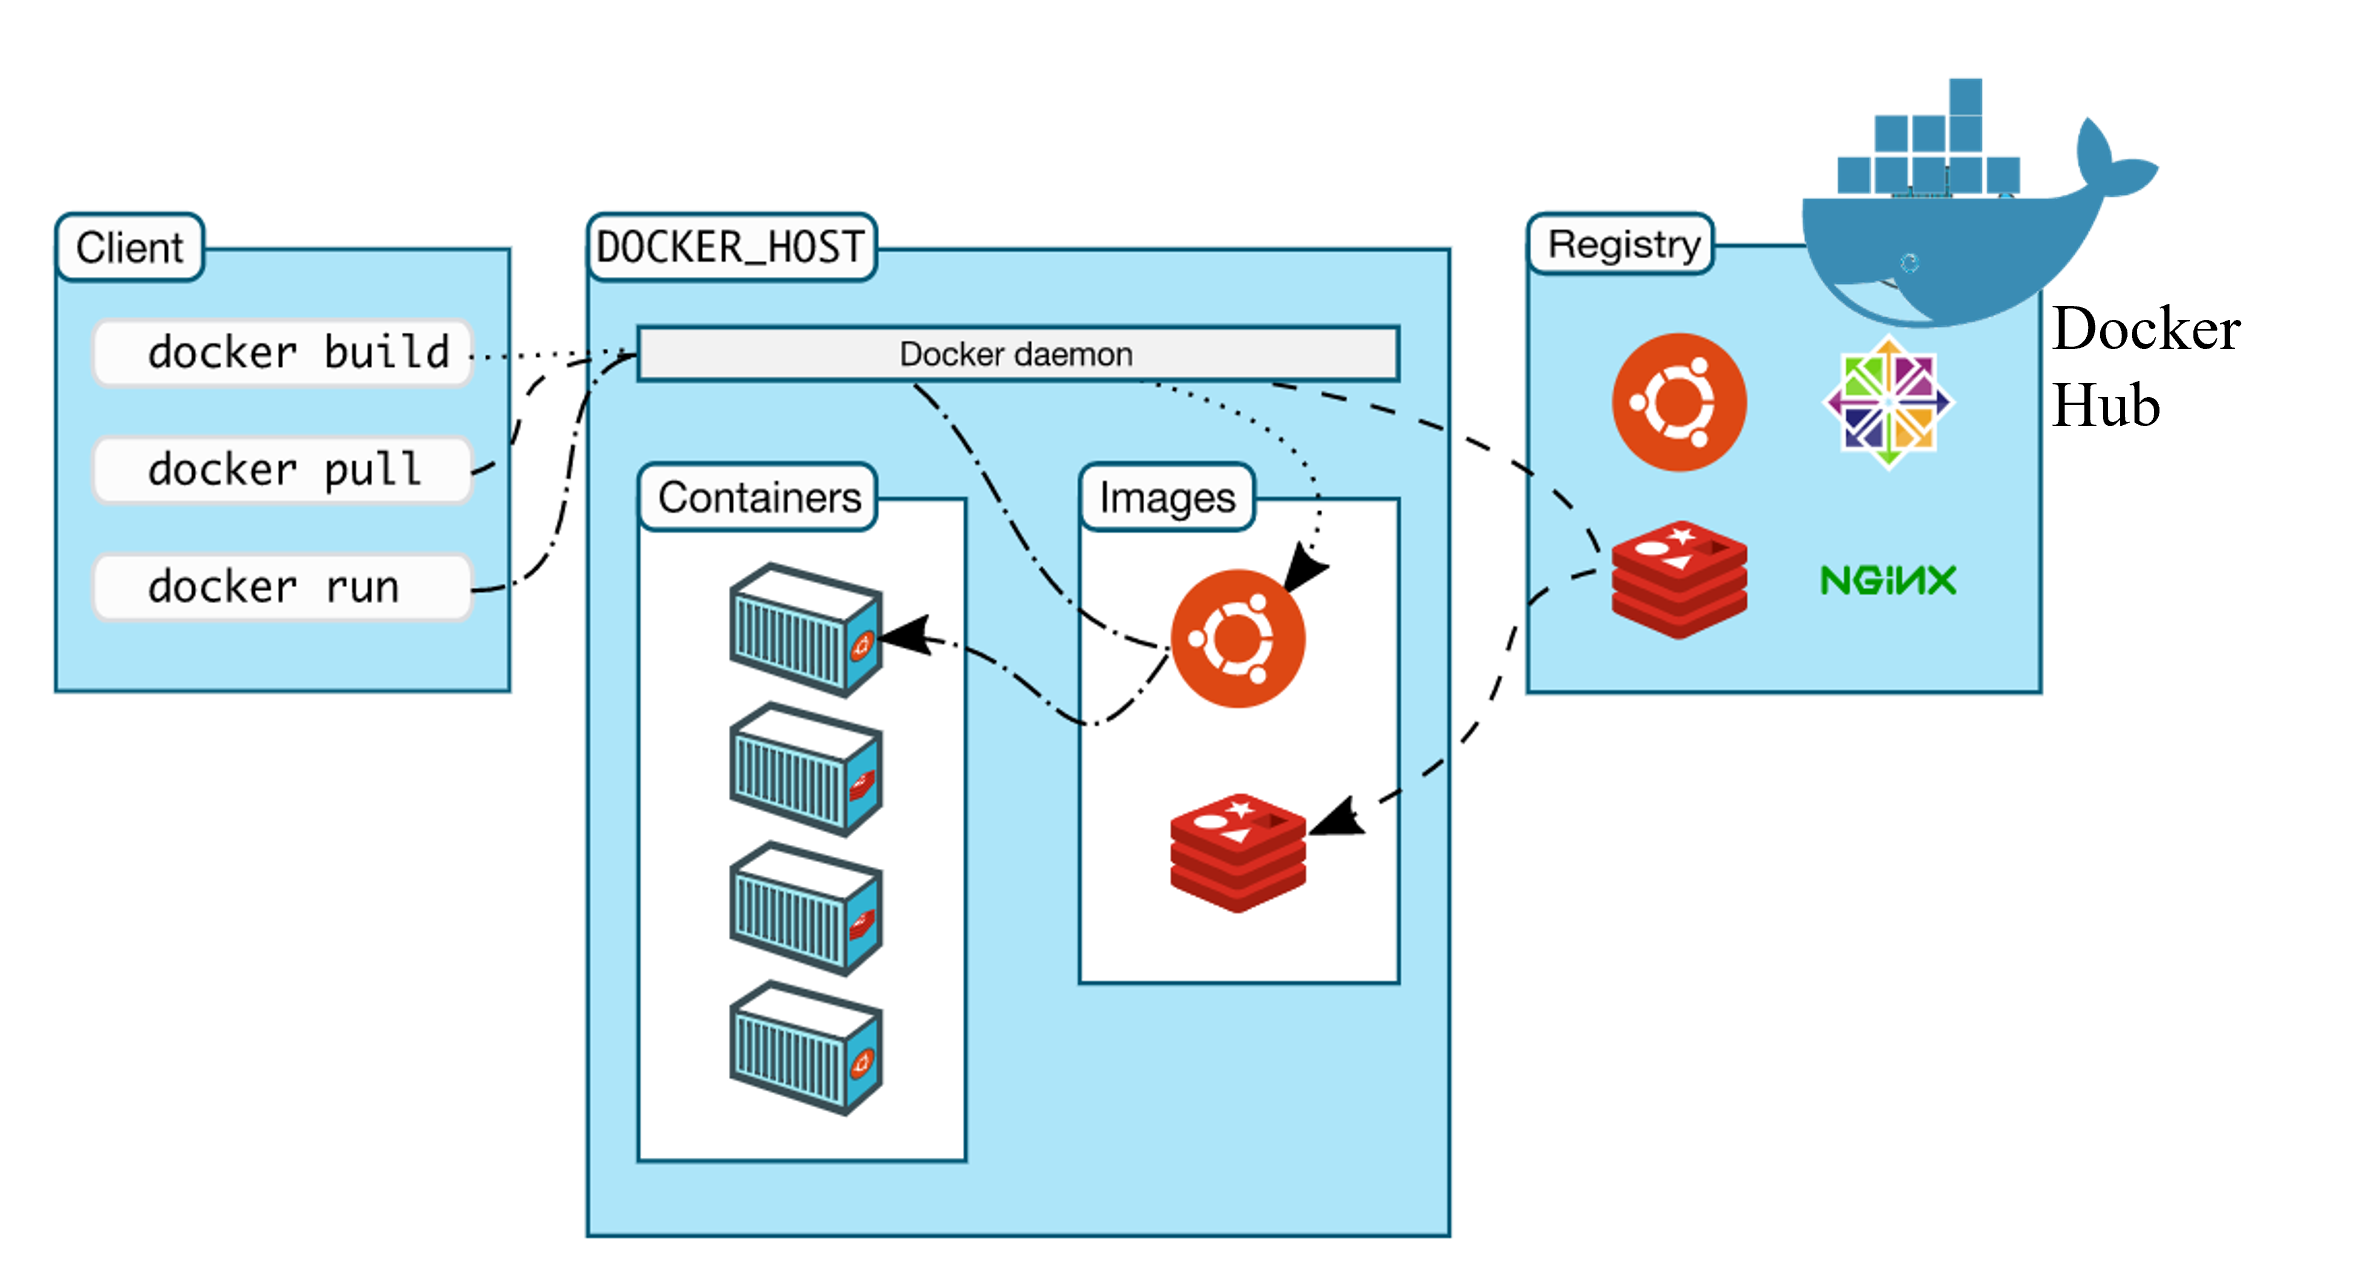 Client
docker build
docker pull
docker run
DOCKER_HOST
Docker daemon
Containers
Images
Registry
NGiNX
Docker
Hub